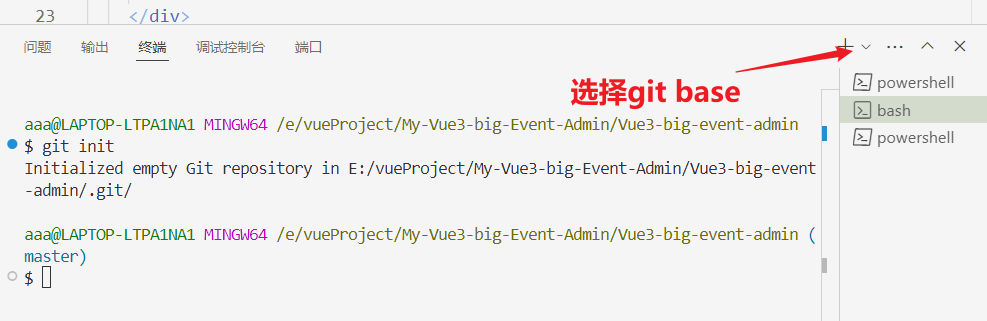 23 </div>
问题 输出 终端 调试控制台 端口
选择git base
powershell
bash
powershell
aaa@LAPTOP-LTPA1NA1 MINGW64 /e/vueProject/My-Vue3-big-Event-Admin/Vue3-big-event-admin
$ git init
Initialized empty Git repository in E:/vueProject/My-Vue3-big-Event-Admin/Vue3-big-event
-admin/.git/
aaa@LAPTOP-LTPA1NA1 MINGW64 /e/vueProject/My-Vue3-big-Event-Admin/Vue3-big-event-admin (
master)
$